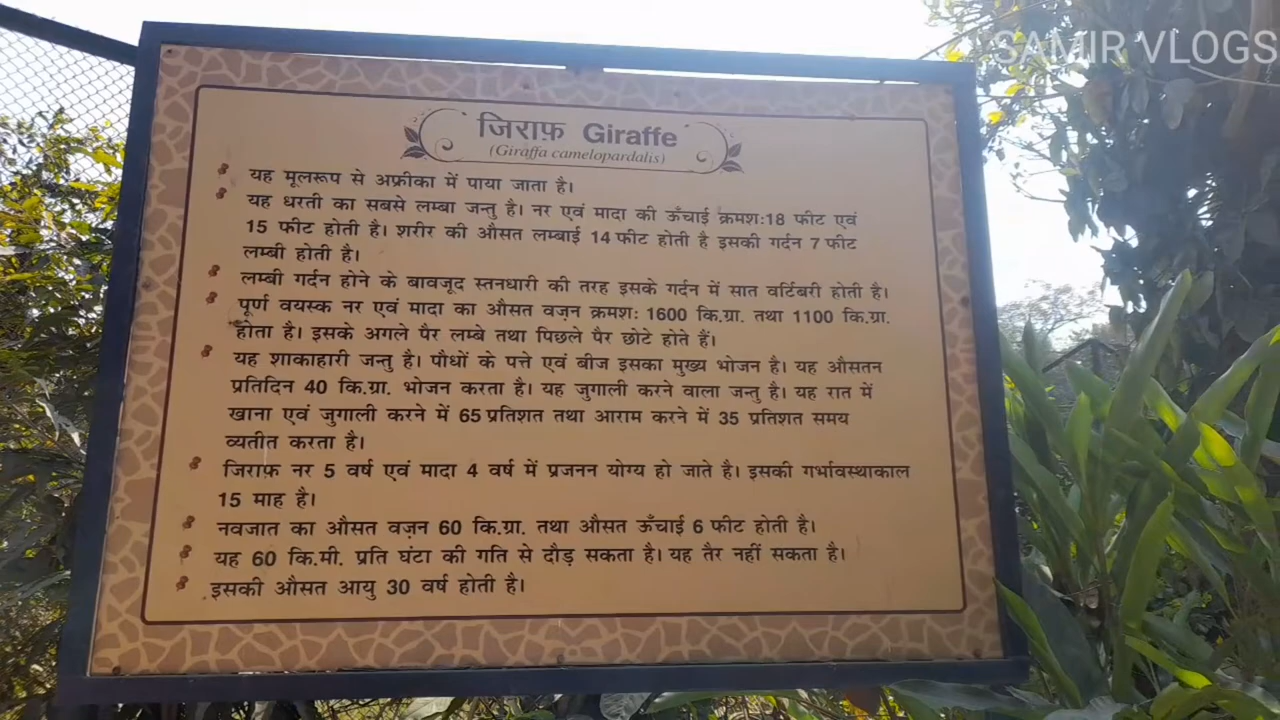 SAMIR VLOGS
जिराफ़ Giraffe
(Giraffa camelopardalis)
यह मूलरूप से अफ्रीका में पाया जाता है।
यह धरती का सबसे लम्बा जन्तु है। नर एवं मादा की ऊँचाई क्रमशः18 फीट एवं
15 फीट होती है। शरीर की औसत लम्बाई 14 फीट होती है इसकी गर्दन 7 फीट
लम्बी होती है।
लम्बी गर्दन होने के बावजूद स्तनधारी की तरह इसके गर्दन में सात वर्टिबरी होती है।
पूर्ण वयस्क नर एवं मादा का औसत वज़न क्रमशः 1600 कि.ग्रा. तथा 1100 कि.ग्रा.
होता है। इसके अगले पैर लम्बे तथा पिछले पैर छोटे होते हैं।
यह शाकाहारी जन्तु है। पौधों के पत्ते एवं बीज इसका मुख्य भोजन है। यह औसतन
प्रतिदिन 40 कि.ग्रा. भोजन करता है। यह जुगाली करने वाला जन्तु है। यह रात में
खाना एवं जुगाली करने में 65 प्रतिशत तथा आराम करने में 35 प्रतिशत समय
व्यतीत करता है।
जिराफ़ नर 5 वर्ष एवं मादा 4 वर्ष में प्रजनन योग्य हो जाते है। इसकी गर्भावस्थाकाल
15 माह है।
नवजात का औसत वज़न 60 कि.ग्रा. तथा औसत ऊँचाई 6 फीट होती है।
यह 60 कि.मी. प्रति घंटा की गति से दौड़ सकता है। यह तैर नहीं सकता है।
इसकी औसत आयु 30 वर्ष होती है।